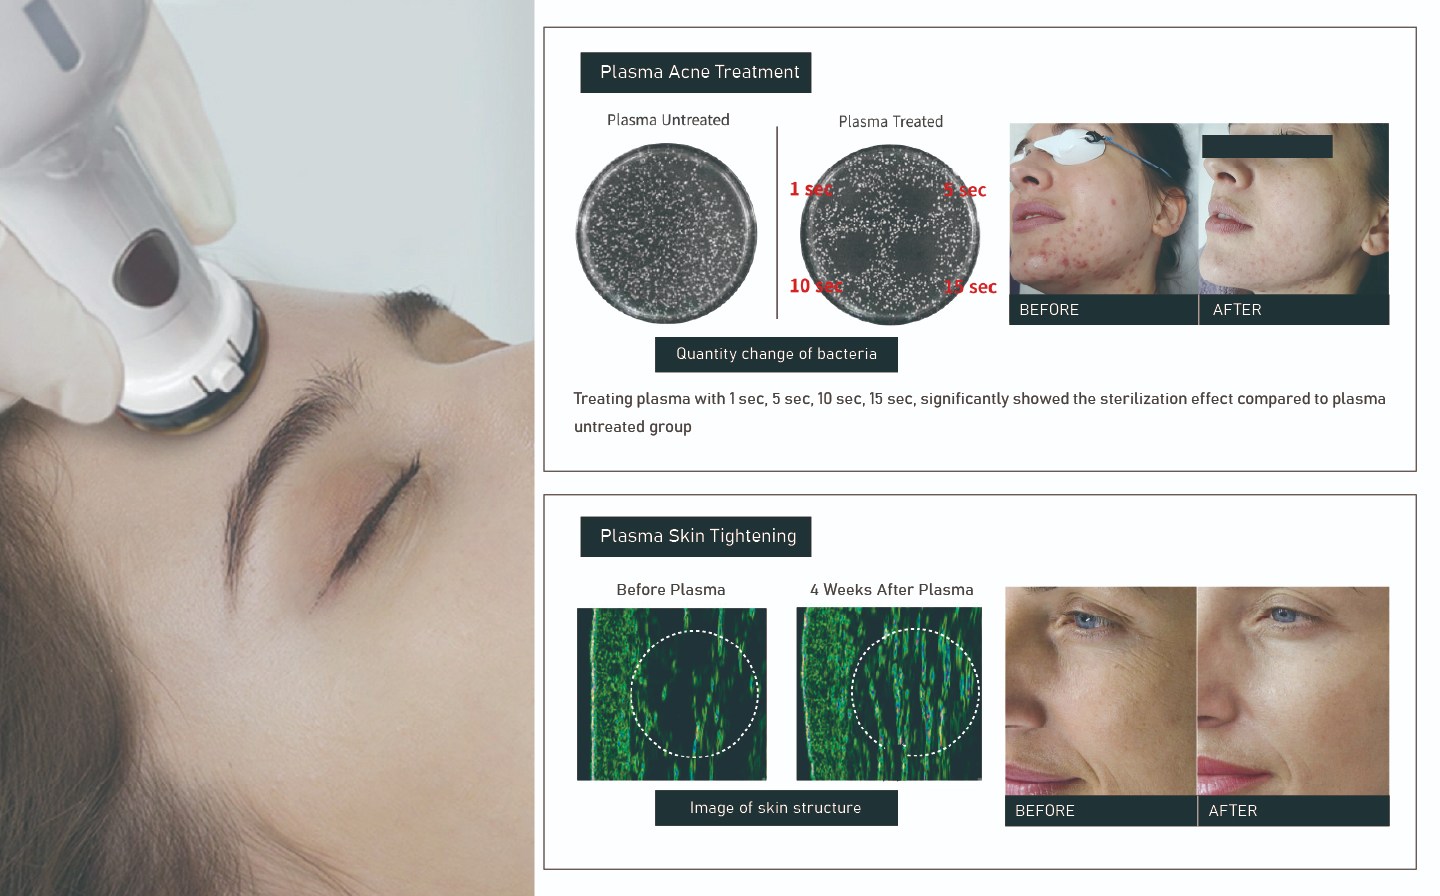 Plasma Acne Treatment
Plasma Untreated
Plasma Treated
1 sec
5 sec
10 sec
15 sec
BEFORE
AFTER
Quantity change of bacteria
Treating plasma with 1 sec, 5 sec, 10 sec, 15 sec, significantly showed the sterilization effect compared to plasma
untreated group
Plasma Skin Tightening
Before Plasma
4 Weeks After Plasma
Image of skin structure
BEFORE
AFTER